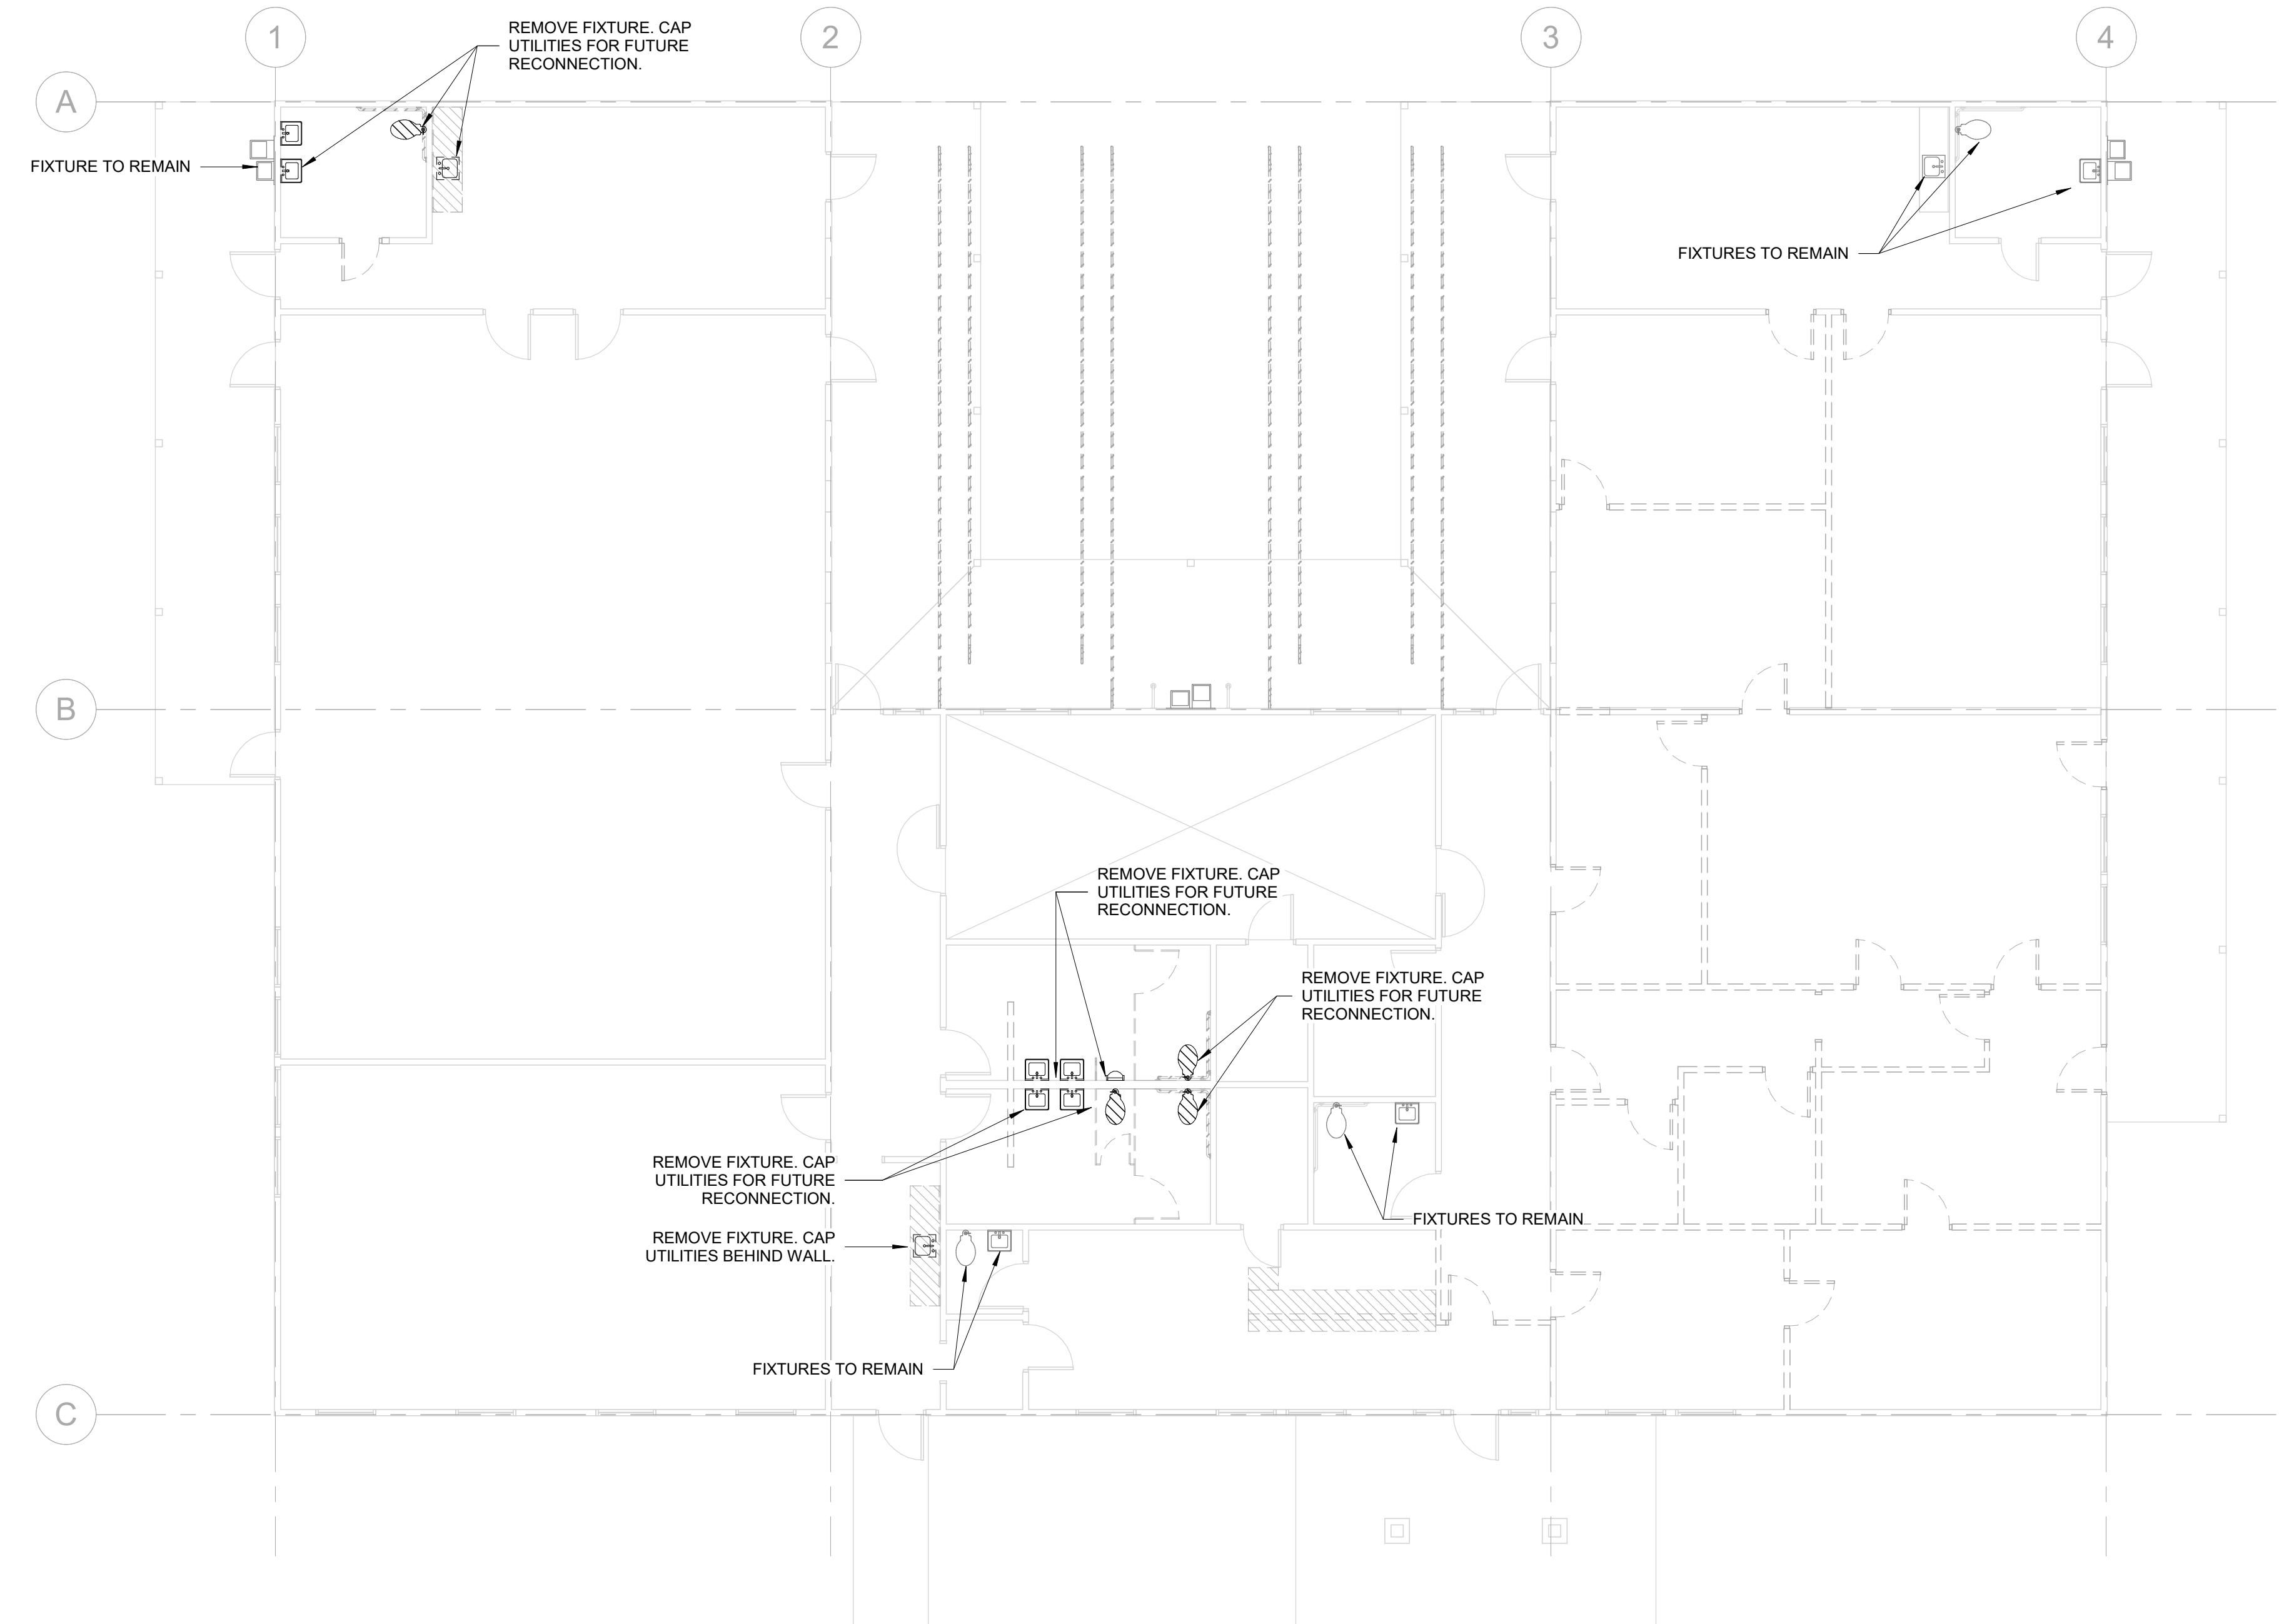 1
2
3
4
REMOVE FIXTURE. CAP
UTILITIES FOR FUTURE
RECONNECTION.
A
FIXTURE TO REMAIN
FIXTURES TO REMAIN
B
REMOVE FIXTURE. CAP
UTILITIES FOR FUTURE
RECONNECTION.
REMOVE FIXTURE. CAP
UTILITIES FOR FUTURE
RECONNECTION.
REMOVE FIXTURE. CAP
UTILITIES FOR FUTURE
RECONNECTION.
FIXTURES TO REMAIN
REMOVE FIXTURE. CAP
UTILITIES BEHIND WALL.
FIXTURES TO REMAIN
C